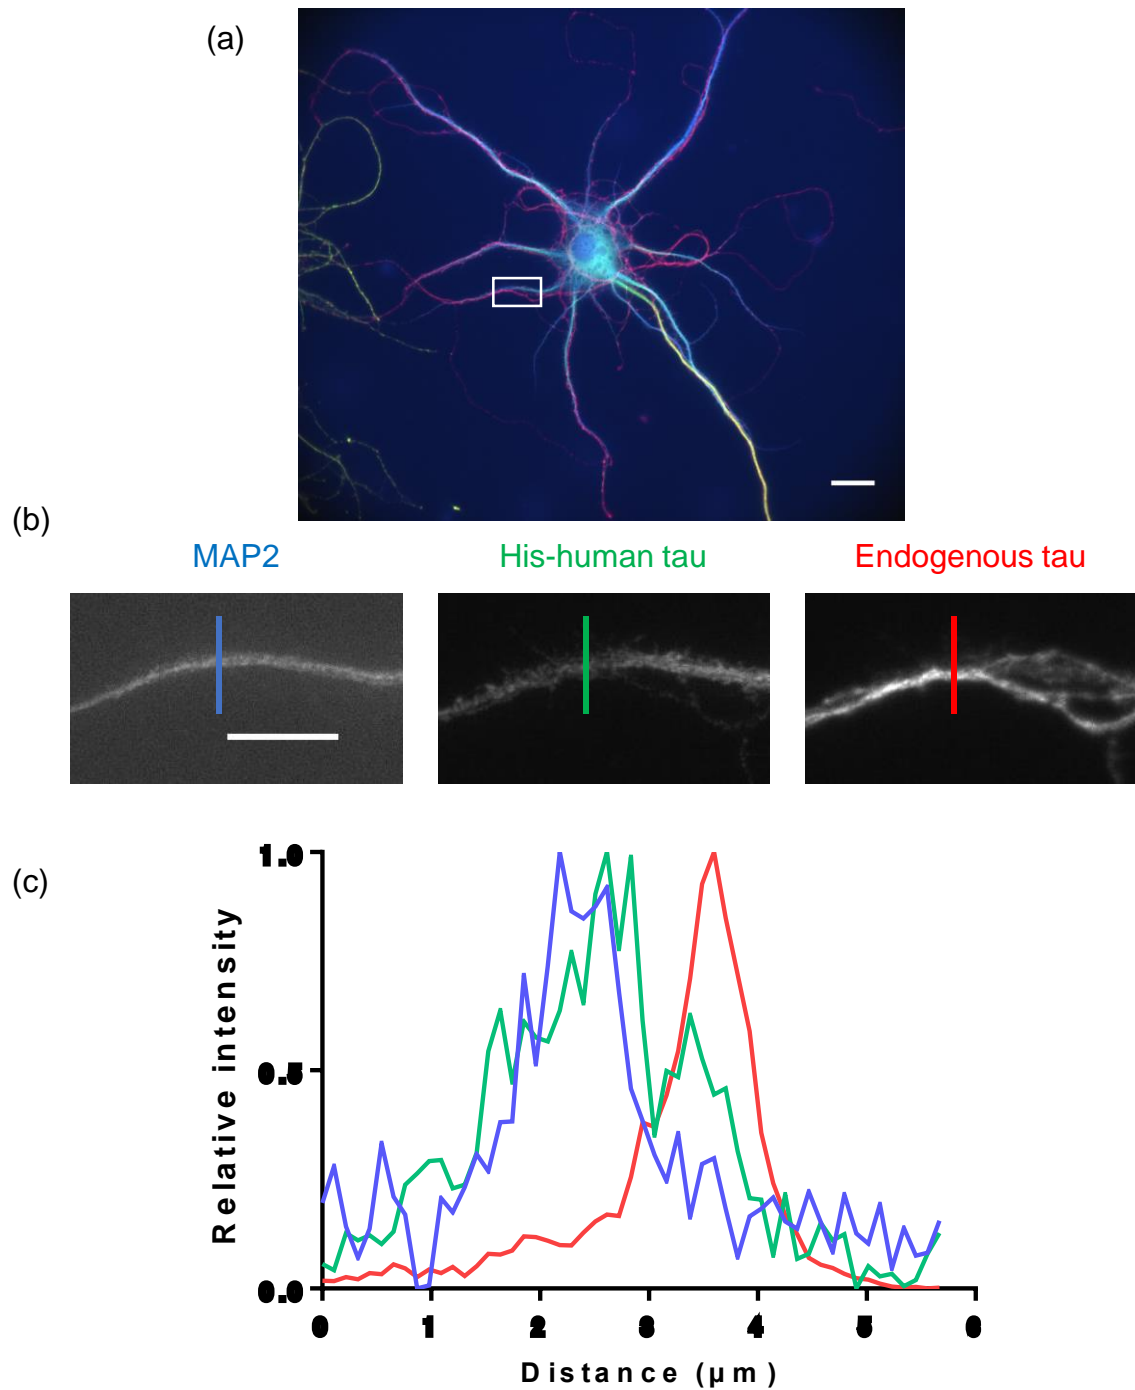 (a)
(b)
MAP2 His-human tau Endogenous tau
(c)
Relative intensity
1.0
0.5
0.0
0 1 2 3 4 5 6
Distance (µm)